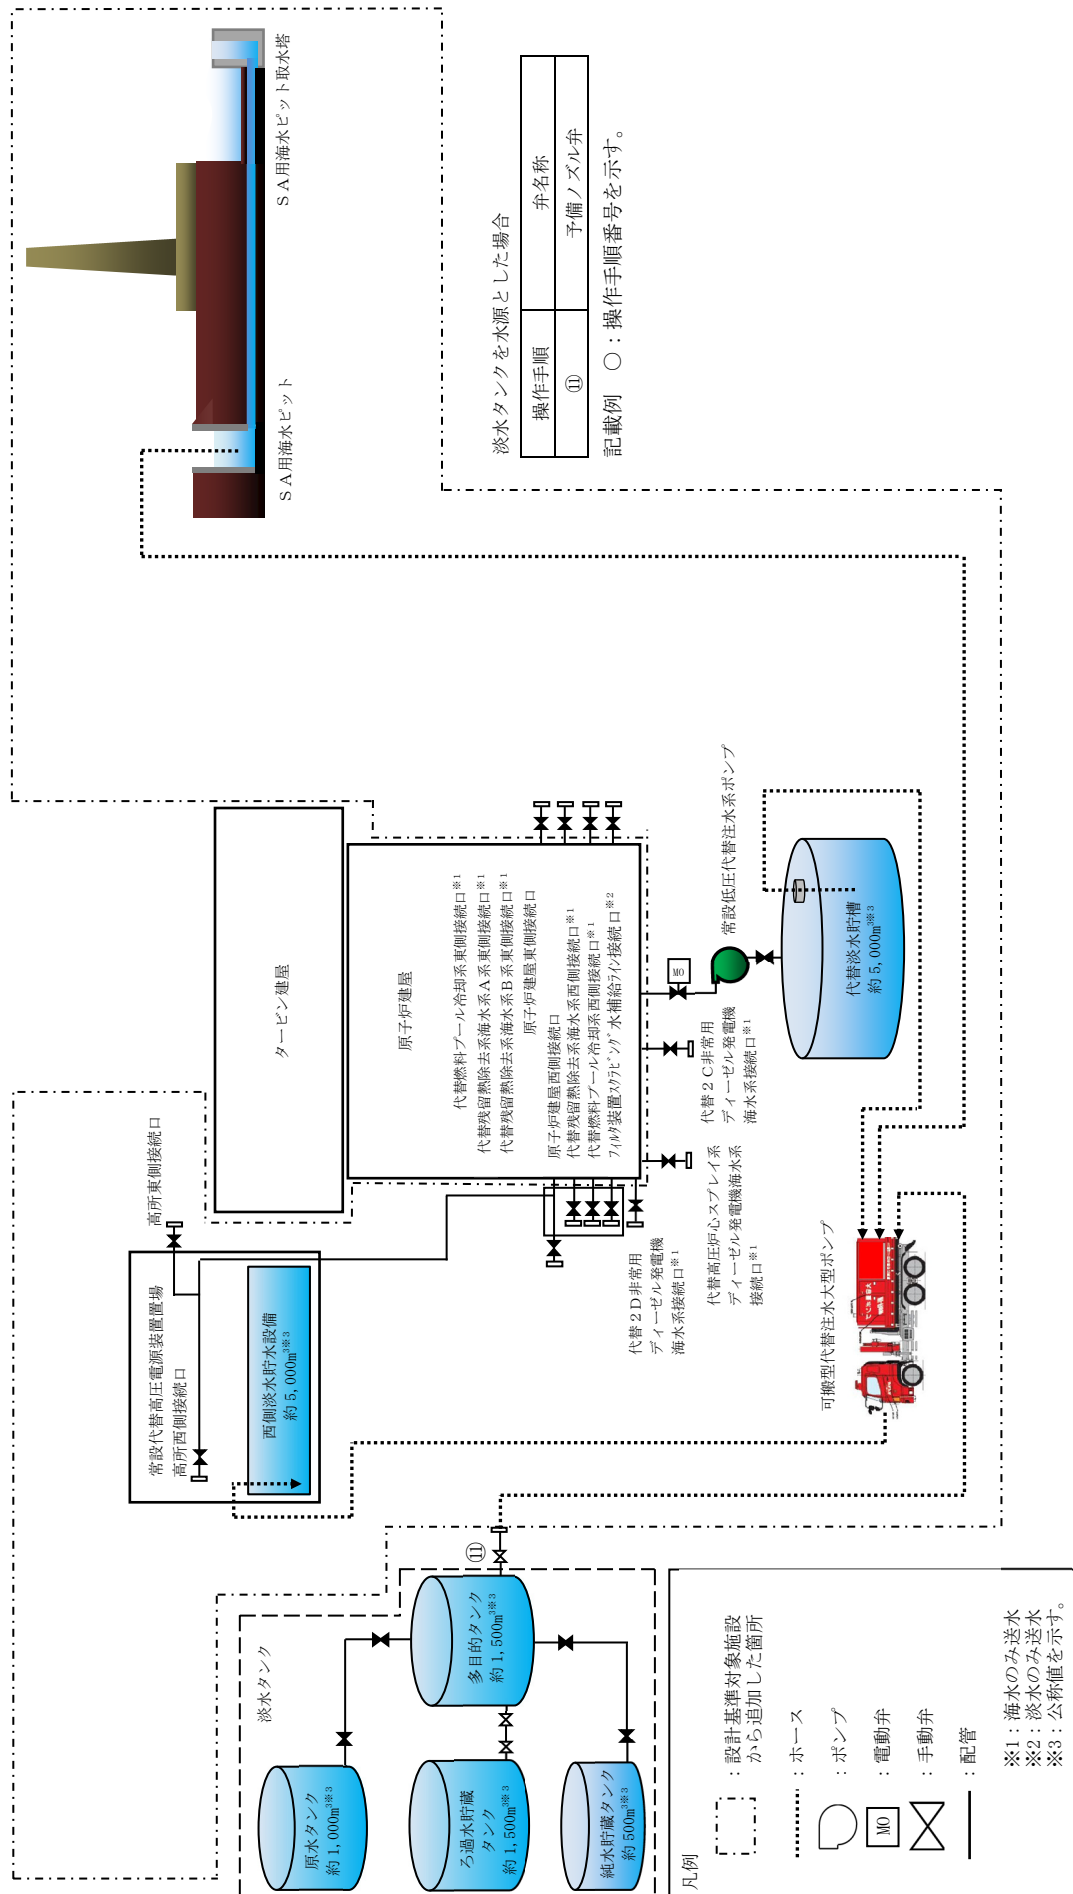 SA用海水ピット取水塔
SA用海水ピット
淡水タンクを水源とした場合
操作手順 弁名称
⑪ 予備ノズル弁
記載例 ○：操作手順番号を示す。
タービン建屋
原子炉建屋
代替燃料プール冷却系東側接続口※1
代替残留熱除去系海水系A系東側接続口※1
代替残留熱除去系海水系B系東側接続口※1
原子炉建屋東側接続口
原子炉建屋西側接続口
代替残留熱除去系海水系西側接続口※1
代替燃料プール冷却系西側接続口※1
フィルタ装置スクラビング水補給ライン接続口※2
常設低圧代替注水系ポンプ
MO
代替淡水貯槽
約5,000m³※3
代替2C非常用
ディーゼル発電機
海水系接続口※1
代替高圧炉心スプレイ系
ディーゼル発電機海水系
接続口※1
代替2D非常用
ディーゼル発電機
海水系接続口※1
高所東側接続口
常設代替高圧電源装置置場
高所西側接続口
西側淡水貯水設備
約5,000m³※3
可搬型代替注水大型ポンプ
⑪
淡水タンク
多目的タンク
約1,500m³※3
原水タンク
約1,000m³※3
ろ過水貯蔵
タンク
約1,500m³※3
純水貯蔵タンク
約500m³※3
凡例
：設計基準対象施設
から追加した箇所
：ホース
：ポンプ
MO ：電動弁
：手動弁
：配管
※1：海水のみ送水
※2：淡水のみ送水
※3：公称値を示す。